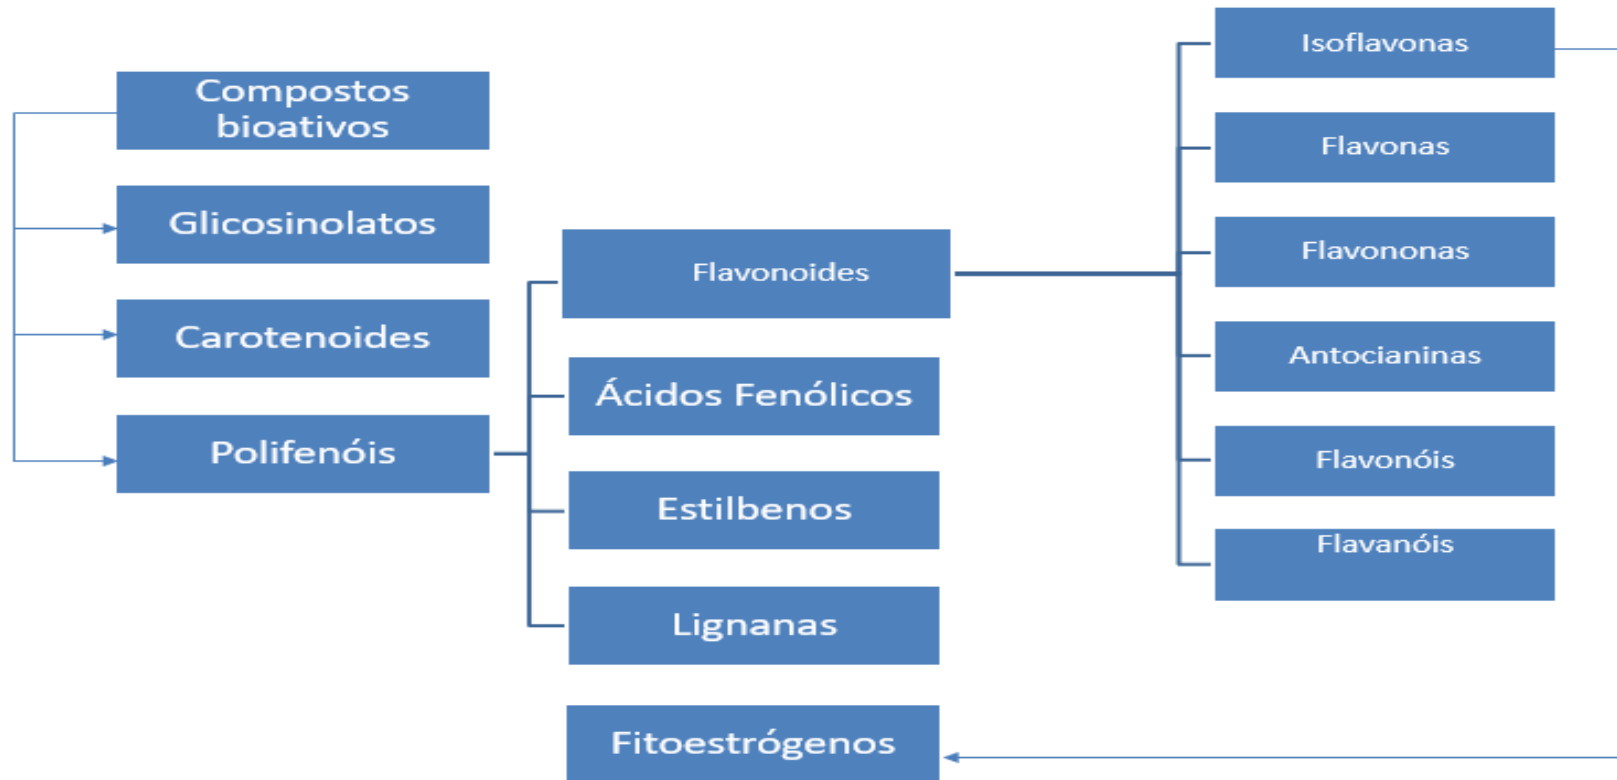 Compostos
bioativos
Glicosinolatos
Carotenoides
Polifenóis
Flavonoides
Ácidos Fenólicos
Estilbenos
Lignanas
Fitoestrógenos
Isoflavonas
Flavonas
Flavononas
Antocianinas
Flavonóis
Flavanóis